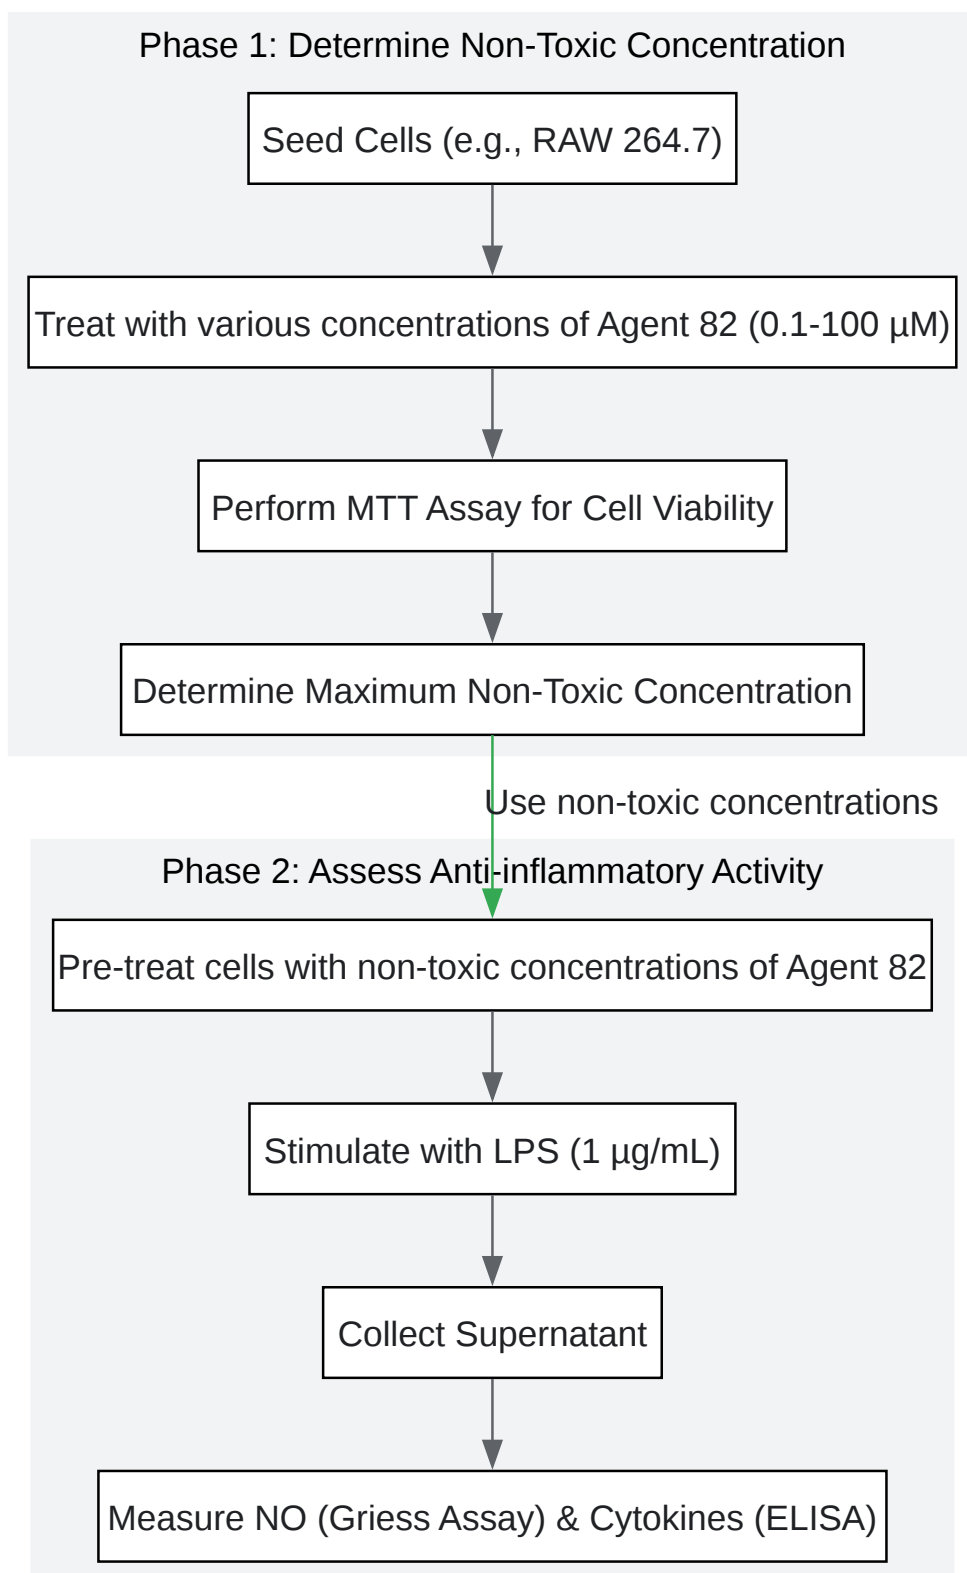 Phase 1: Determine Non-Toxic Concentration
Seed Cells (e.g., RAW 264.7)
Treat with various concentrations of Agent 82 (0.1-100 µM)
Perform MTT Assay for Cell Viability
Determine Maximum Non-Toxic Concentration
Use non-toxic concentrations
Phase 2: Assess Anti-inflammatory Activity
Pre-treat cells with non-toxic concentrations of Agent 82
Stimulate with LPS (1 µg/mL)
Collect Supernatant
Measure NO (Griess Assay) & Cytokines (ELISA)